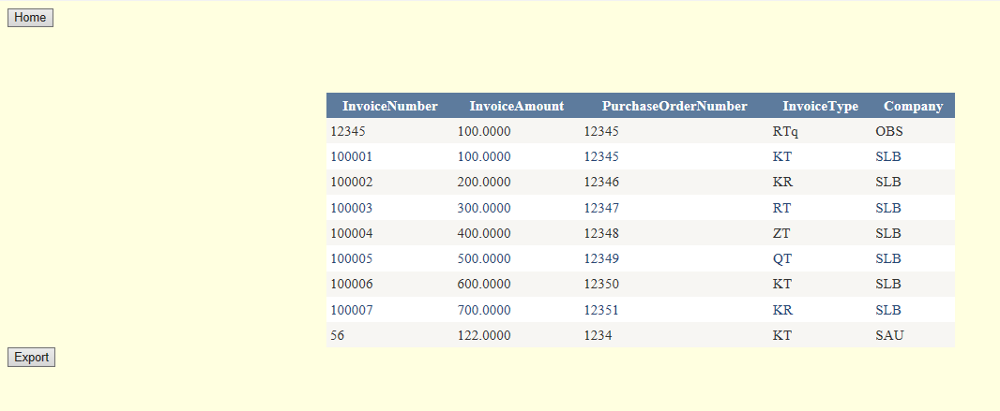 Home
InvoiceNumber InvoiceAmount PurchaseOrderNumber InvoiceType Company
12345 100.0000 12345 RTq OBS
100001 100.0000 12345 KT SLB
100002 200.0000 12346 KR SLB
100003 300.0000 12347 RT SLB
100004 400.0000 12348 ZT SLB
100005 500.0000 12349 QT SLB
100006 600.0000 12350 KT SLB
100007 700.0000 12351 KR SLB
56 122.0000 1234 KT SAU
Export